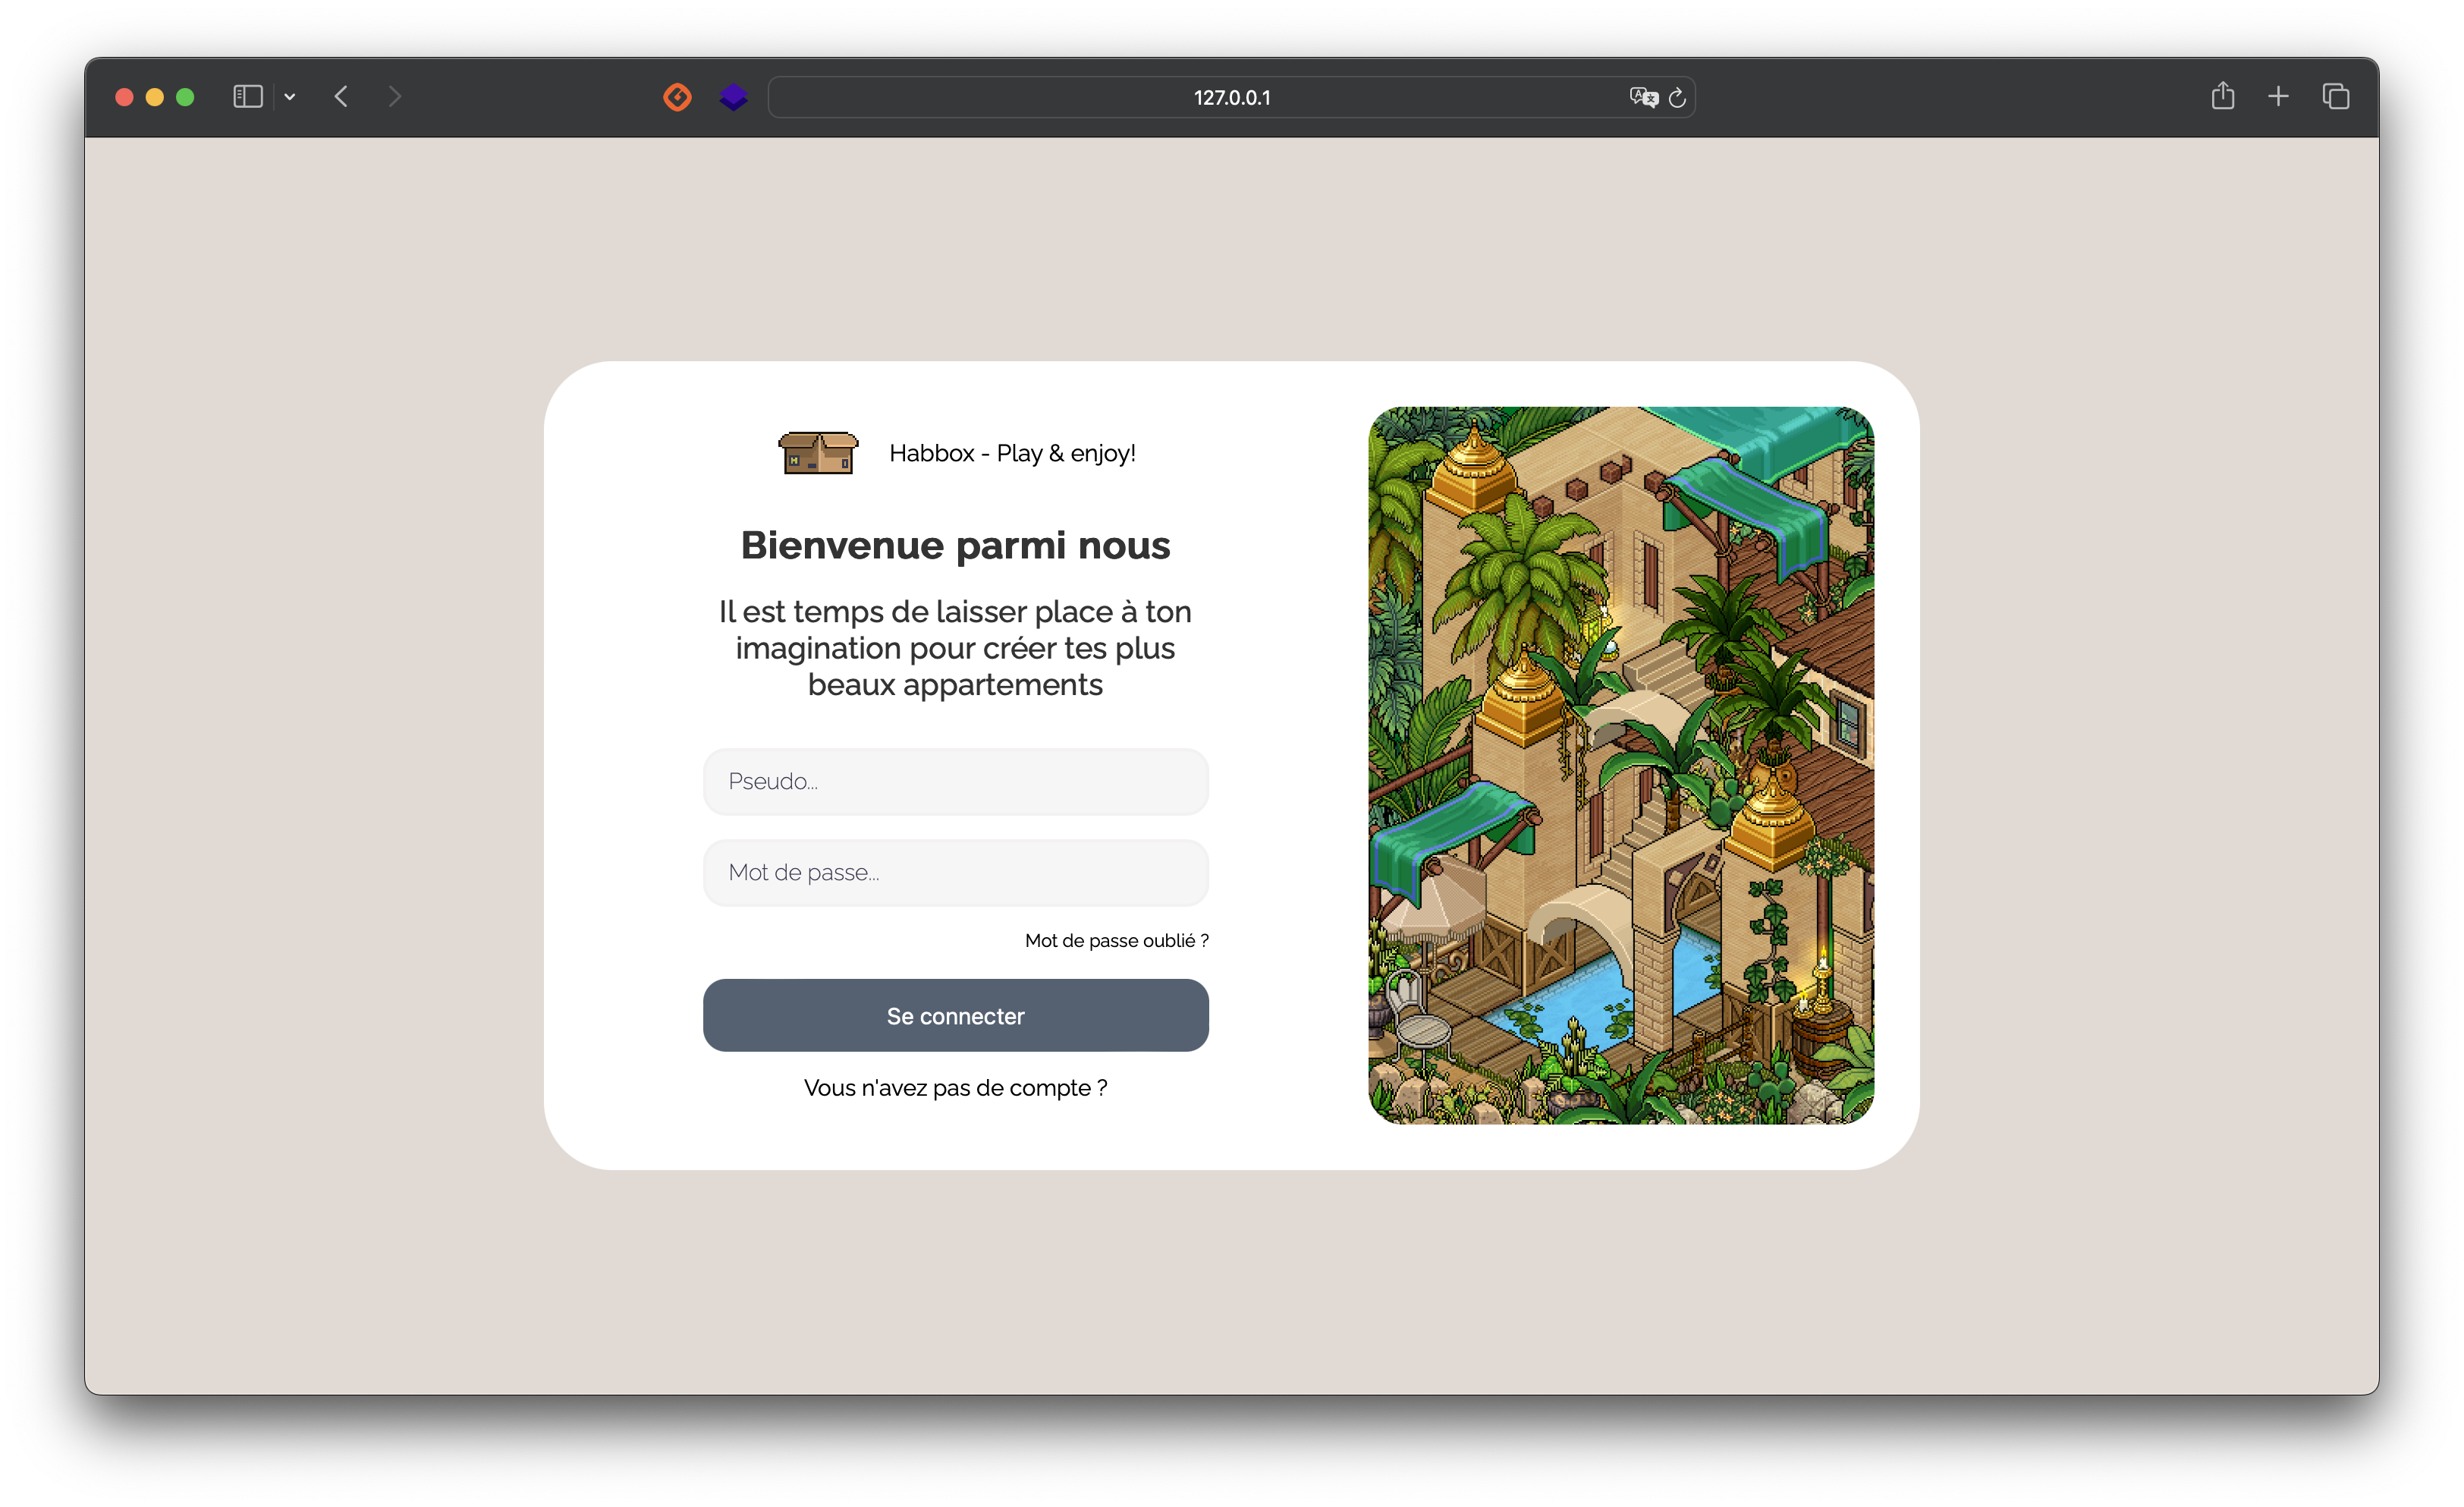 127.0.0.1
Habbox - Play & enjoy!
Bienvenue parmi nous
Il est temps de laisser place à ton
imagination pour créer tes plus
beaux appartements
Pseudo...
Mot de passe...
Mot de passe oublié ?
Se connecter
Vous n'avez pas de compte ?